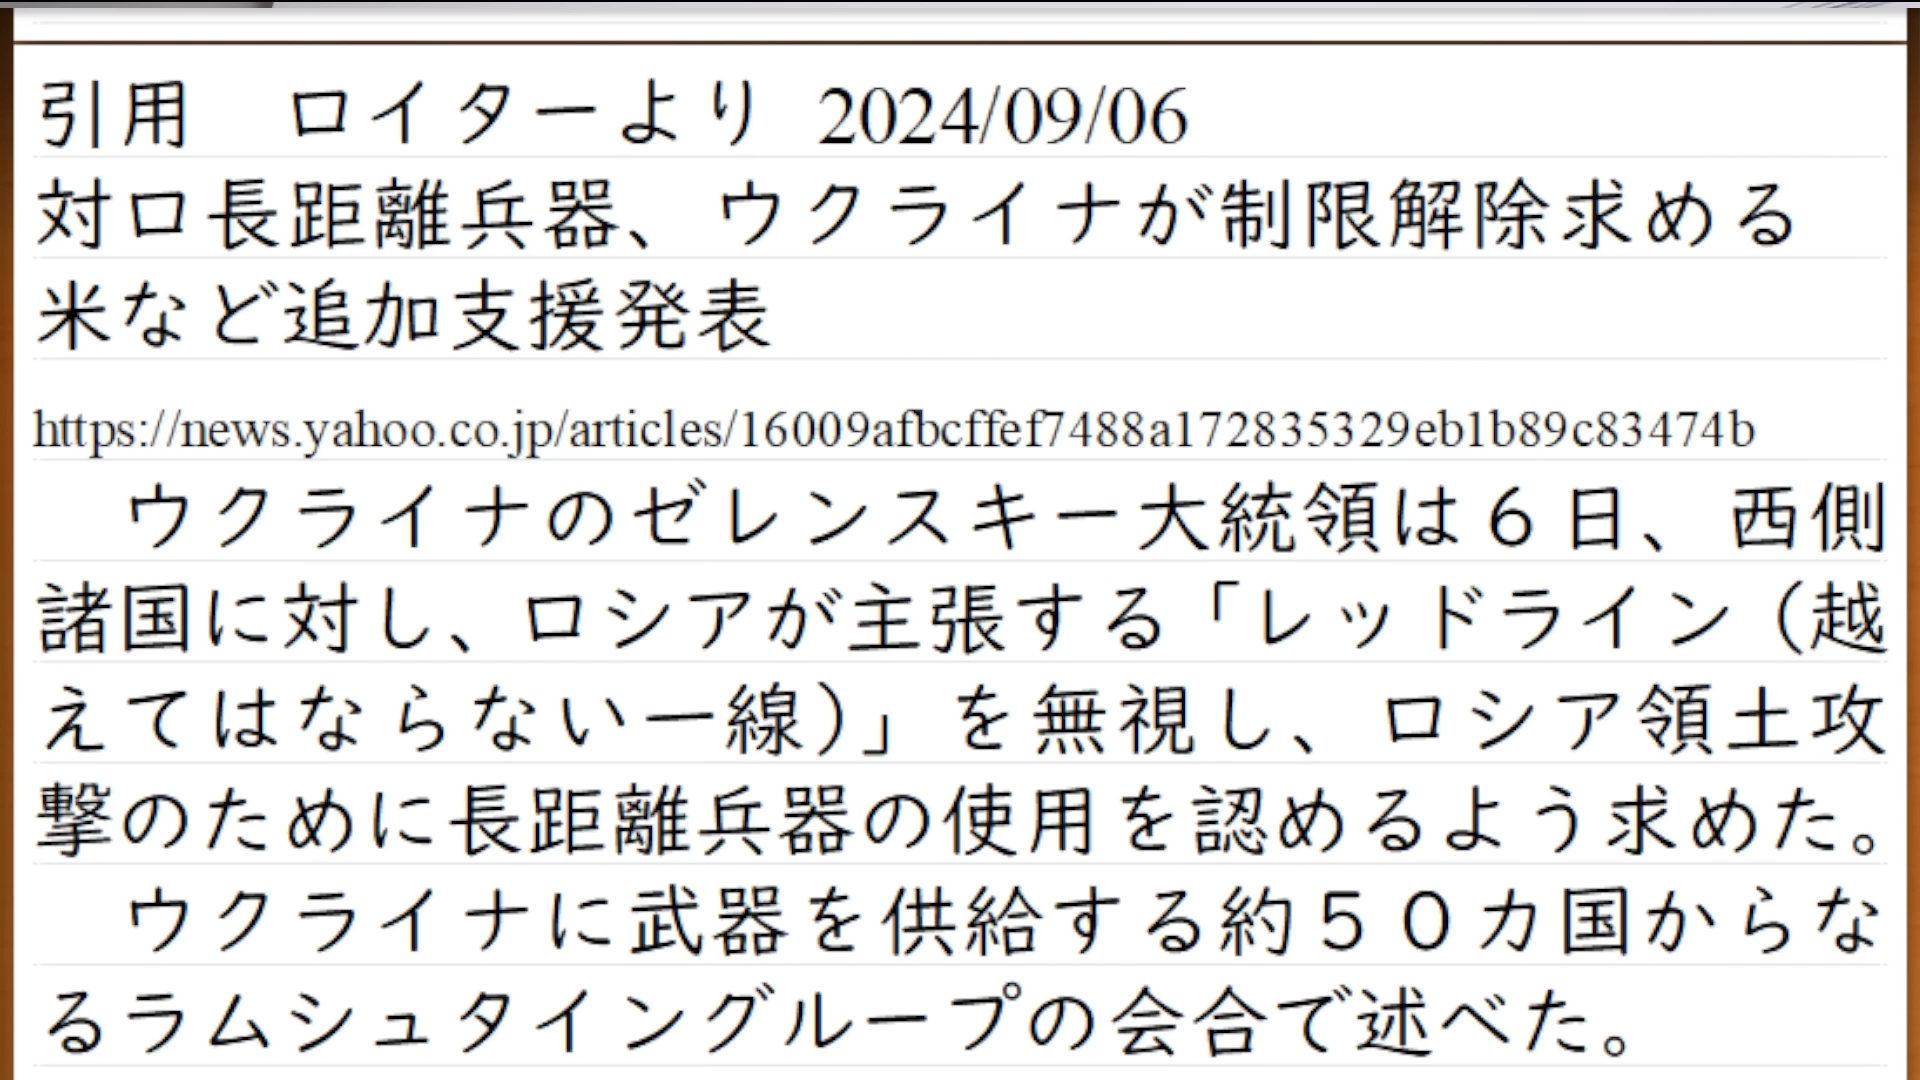 引用　ロイターより 2024/09/06
対ロ長距離兵器、ウクライナが制限解除求める
米など追加支援発表
https://news.yahoo.co.jp/articles/16009afbcffef7488a172835329eb1b89c83474b
　ウクライナのゼレンスキー大統領は６日、西側
諸国に対し、ロシアが主張する「レッドライン（越
えてはならない一線）」を無視し、ロシア領土攻
撃のために長距離兵器の使用を認めるよう求めた。
　ウクライナに武器を供給する約５０カ国からな
るラムシュタイングループの会合で述べた。